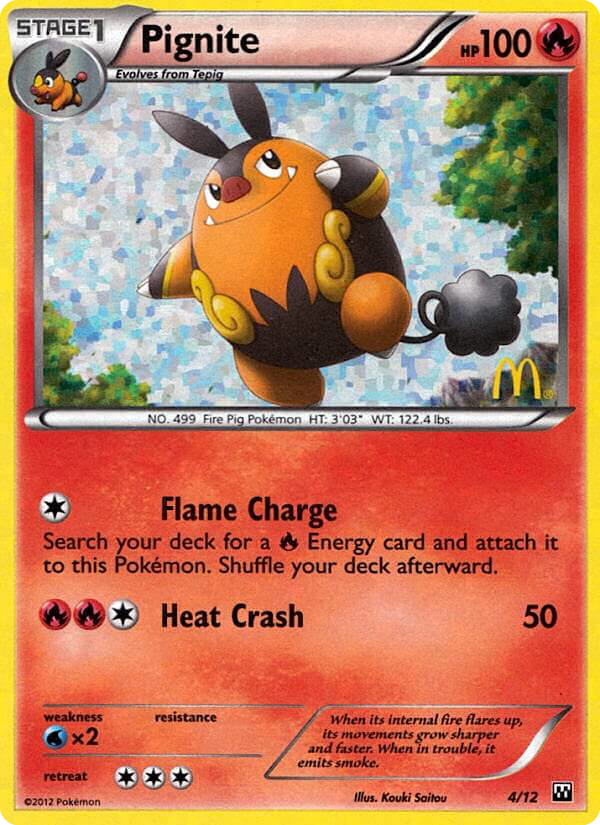 STAGE1
Pignite
HP100
Evolves from Tepig
M®
NO. 499 Fire Pig Pokémon HT: 3'03" WT: 122.4 lbs.
Flame Charge
Search your deck for a Energy card and attach it
to this Pokémon. Shuffle your deck afterward.
Heat Crash 50
weakness resistance
×2
retreat
When its internal fire flares up,
its movements grow sharper
and faster. When in trouble, it
emits smoke.
©2012 Pokémon
Illus. Kouki Saitou
4/12
M